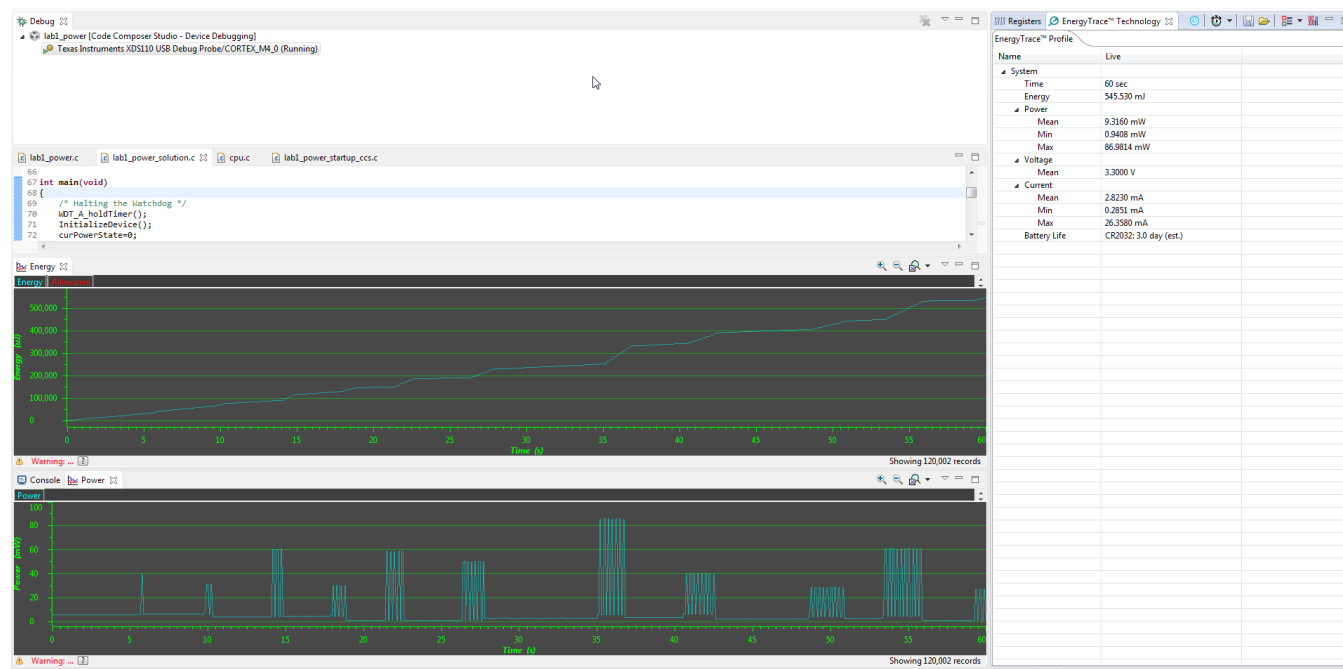 Debug
lab1_power [Code Composer Studio - Device Debugging]
Texas Instruments XDS110 USB Debug Probe/CORTEX_M4_0 (Running)
lab1_power.c
lab1_power_solution.c
cpu.c
lab1_power_startup_ccs.c
66
67 int main(void)
68 {
69 /* Halting the Watchdog */
70 WDT_A_holdTimer();
71 InitializeDevice();
72 curPowerState=0;
Energy
Energy Allowance
500,000
400,000
300,000
200,000
100,000
0
Energy (uJ)
0 5 10 15 20 25 30 35 40 45 50 55 60
Time (s)
Warning: ...
Showing 120,002 records
Console Power
Power
100
80
60
40
20
0
Power (mW)
0 5 10 15 20 25 30 35 40 45 50 55 60
Time (s)
Warning: ...
Showing 120,002 records
Registers EnergyTrace™ Technology
EnergyTrace™ Profile
Name Live
System
Time 60 sec
Energy 545.530 mJ
Power
Mean 9.3160 mW
Min 0.9408 mW
Max 86.9814 mW
Voltage
Mean 3.3000 V
Current
Mean 2.8230 mA
Min 0.2851 mA
Max 26.3580 mA
Battery Life CR2032: 3.0 day (est.)